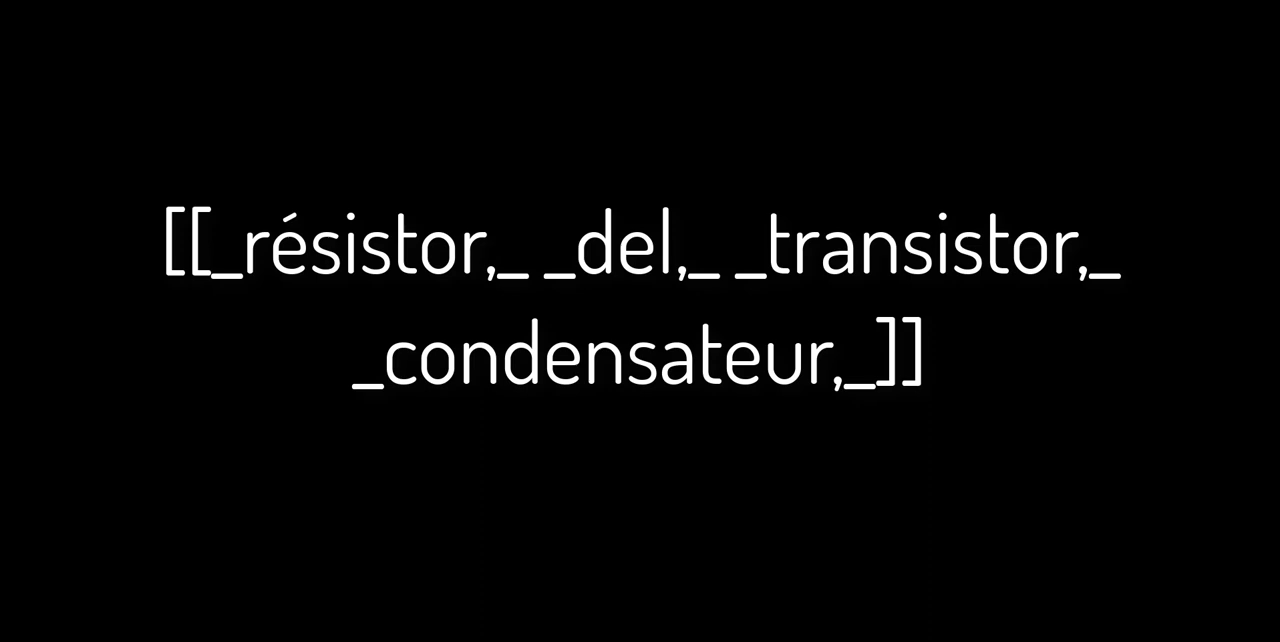 [[_résistor,_ _del,_ _transistor,_
_condensateur,_]]